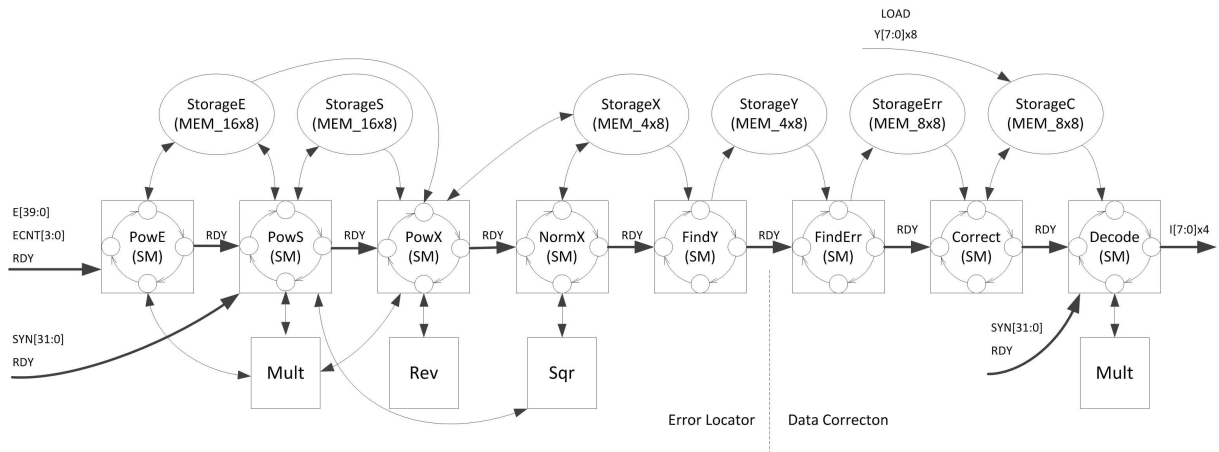 LOAD
Y[7:0]x8
StorageE
(MEM_16x8)
StorageS
(MEM_16x8)
StorageX
(MEM_4x8)
StorageY
(MEM_4x8)
StorageErr
(MEM_8x8)
StorageC
(MEM_8x8)
E[39:0]
ECNT[3:0]
RDY
PowE
(SM)
RDY
PowS
(SM)
RDY
PowX
(SM)
RDY
NormX
(SM)
RDY
FindY
(SM)
RDY
FindErr
(SM)
RDY
Correct
(SM)
RDY
Decode
(SM)
I[7:0]x4
SYN[31:0]
RDY
Mult
Rev
Sqr
SYN[31:0]
RDY
Mult
Error Locator
Data Correcton